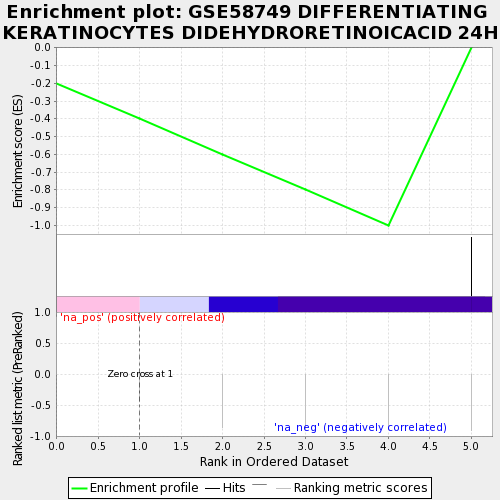 Enrichment plot: GSE58749 DIFFERENTIATING
KERATINOCYTES DIDEHYDRORETINOICACID 24H
Enrichment score (ES)
0.0
-0.1
-0.2
-0.3
-0.4
-0.5
-0.6
-0.7
-0.8
-0.9
-1.0
Ranked list metric (PreRanked)
1.0
0.5
0.0
-0.5
-1.0
'na_pos' (positively correlated)
Zero cross at 1
'na_neg' (negatively correlated)
0.0 0.5 1.0 1.5 2.0 2.5 3.0 3.5 4.0 4.5 5.0
Rank in Ordered Dataset
Enrichment profile Hits Ranking metric scores